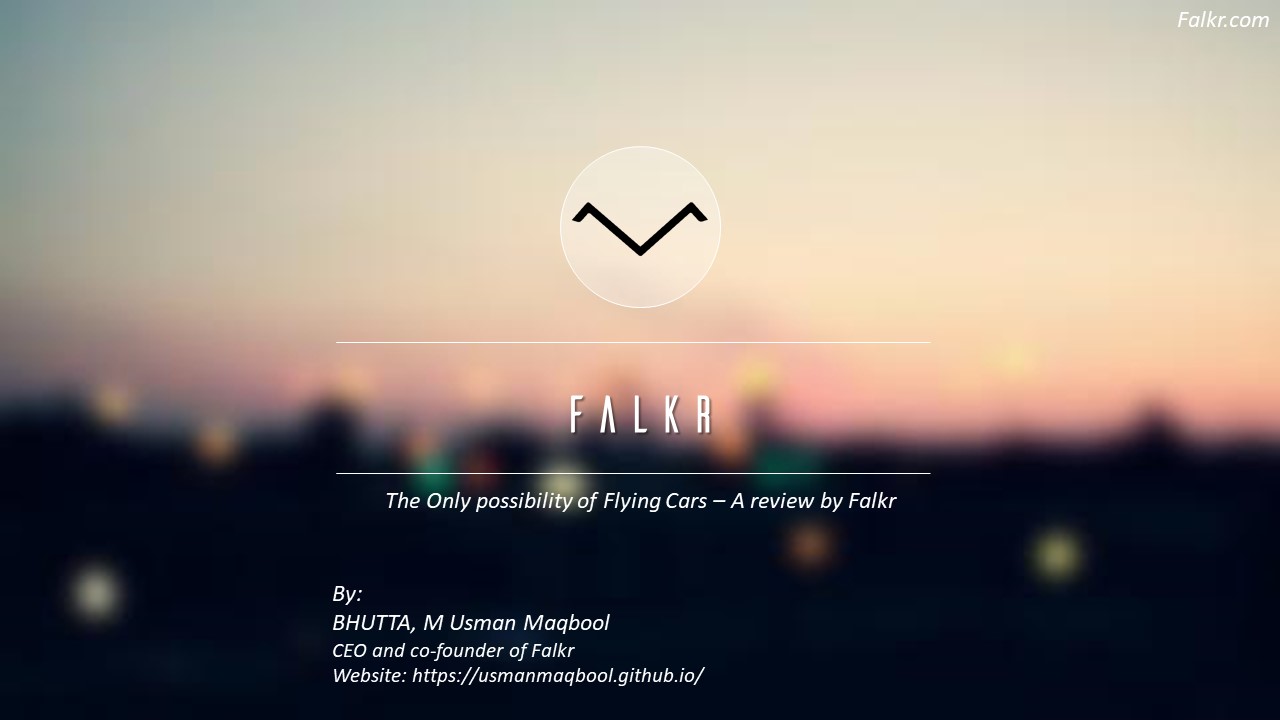 Falkr.com
FALKR
The Only possibility of Flying Cars – A review by Falkr
By:
BHUTTA, M Usman Maqbool
CEO and co-founder of Falkr
Website: https://usmanmaqbool.github.io/